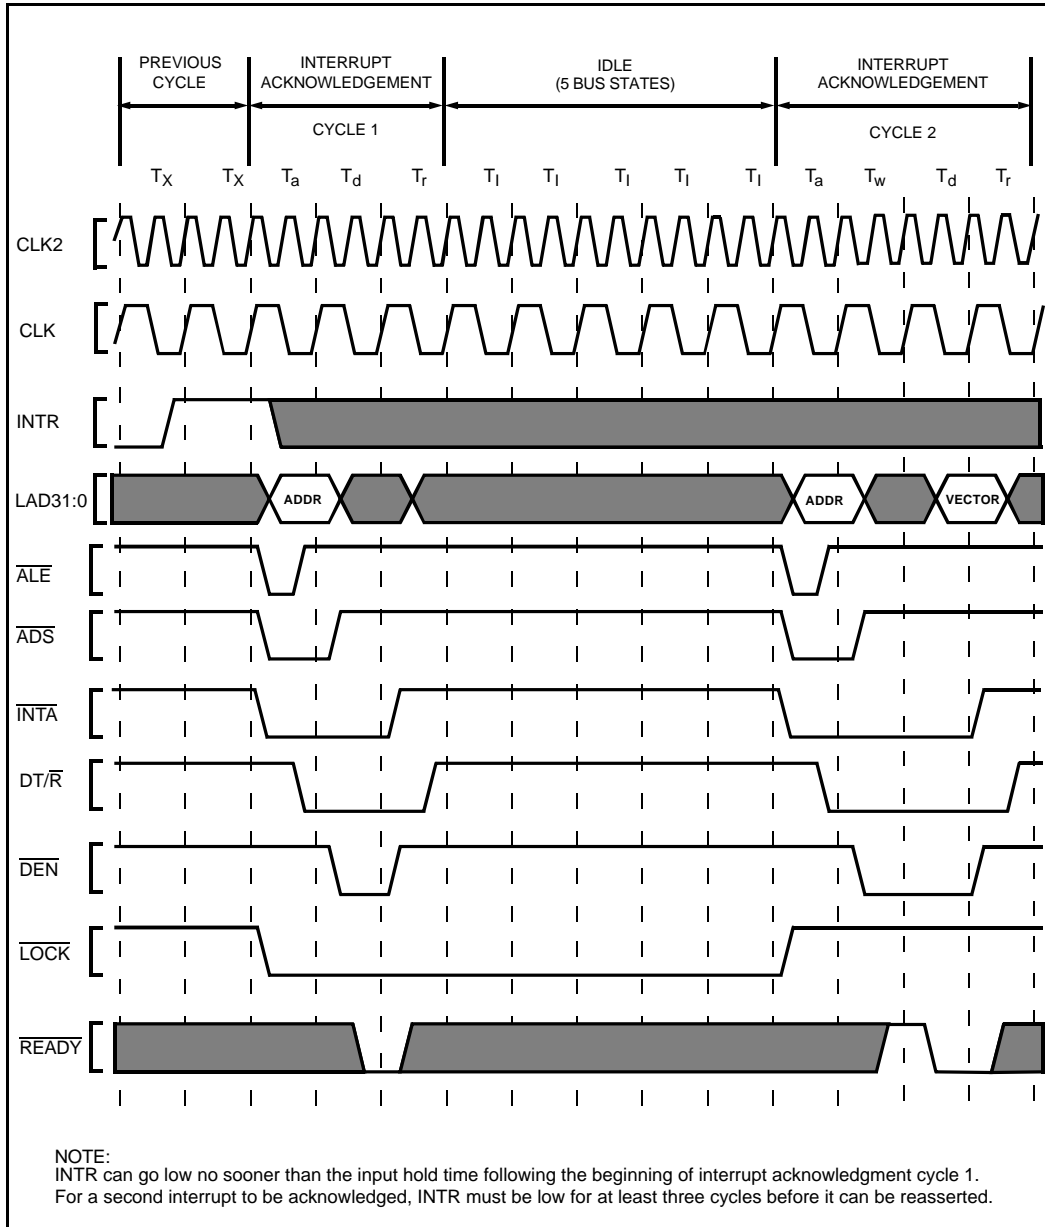 PREVIOUS
CYCLE
INTERRUPT
ACKNOWLEDGEMENT
CYCLE 1
IDLE
(5 BUS STATES)
INTERRUPT
ACKNOWLEDGEMENT
CYCLE 2
TX TX Ta Td Tr TI TI TI TI TI Ta Tw Td Tr
CLK2
CLK
INTR
LAD31:0 ADDR ADDR VECTOR
ALE
ADS
INTA
DT/R
DEN
LOCK
READY
NOTE:
INTR can go low no sooner than the input hold time following the beginning of interrupt acknowledgment cycle 1.
For a second interrupt to be acknowledged, INTR must be low for at least three cycles before it can be reasserted.